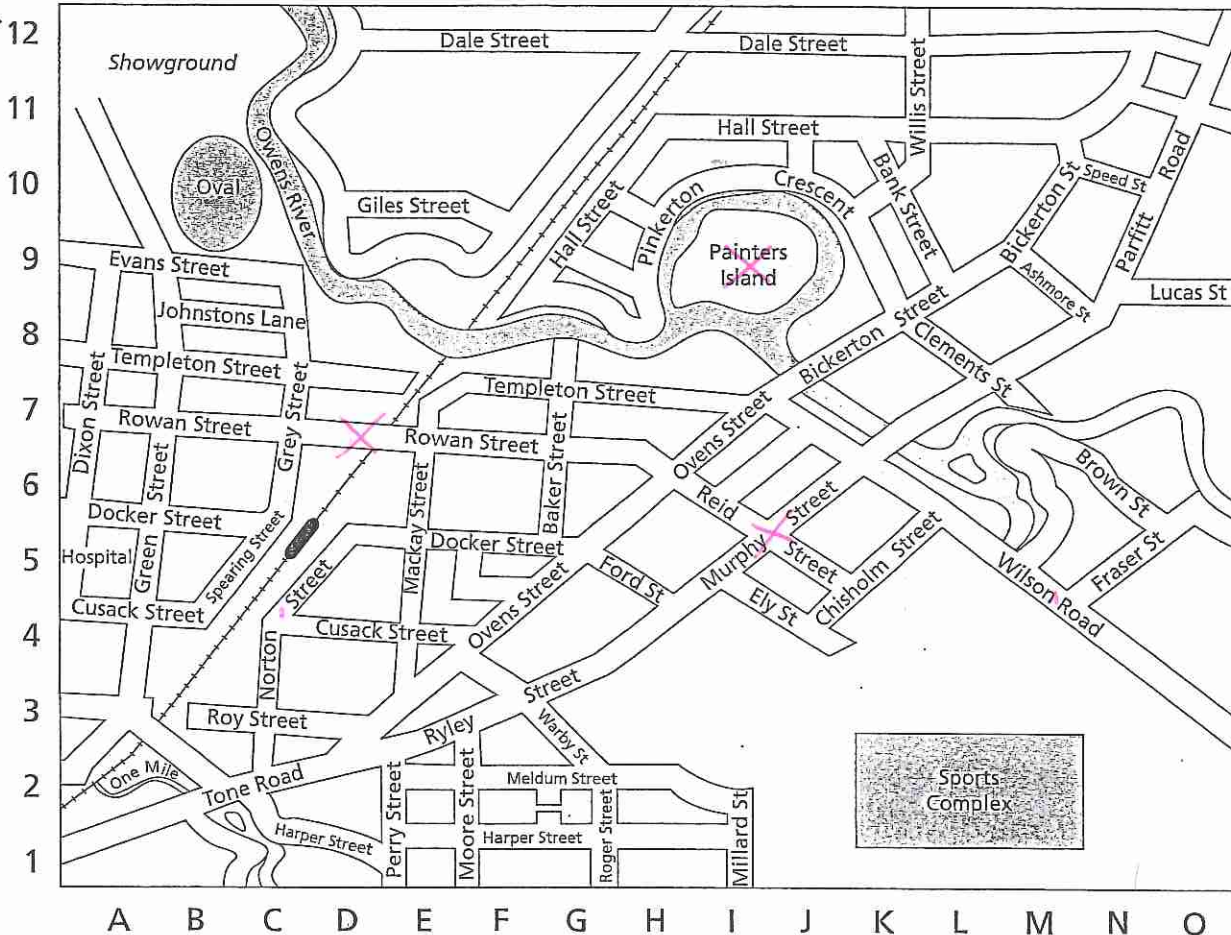 12
Dale Street
Dale Street
Showground
Willis Street
11
Hall Street
Owens River
Road
10
Oval
Giles Street
Hall Street
Pinkerton
Crescent
Bank Street
Bickerton St
Speed St
Parfitt
9
Evans Street
Painters
Island
Ashmore St
Lucas St
Johnstons Lane
8
Bickerton Street
Clements St
Templeton Street
Templeton Street
7
Dixon Street
Rowan Street
Grey Street
Rowan Street
Baker Street
Ovens Street
6
Green Street
Mackay Street
Reid Street
Brown St
Docker Street
Spearing Street
Docker Street
Murphy Street
5
Hospital
Ford St
Chisholm Street
Wilson Road
Fraser St
Cusack Street
Norton Street
Cusack Street
Ovens Street
Ely St
4
3
Roy Street
Ryley Street
Warby St
2
One Mile
Tone Road
Perry Street
Moore Street
Meldum Street
Roger Street
Millard St
Sports
Complex
Harper Street
Harper Street
1
A B C D E F G H I J K L M N O